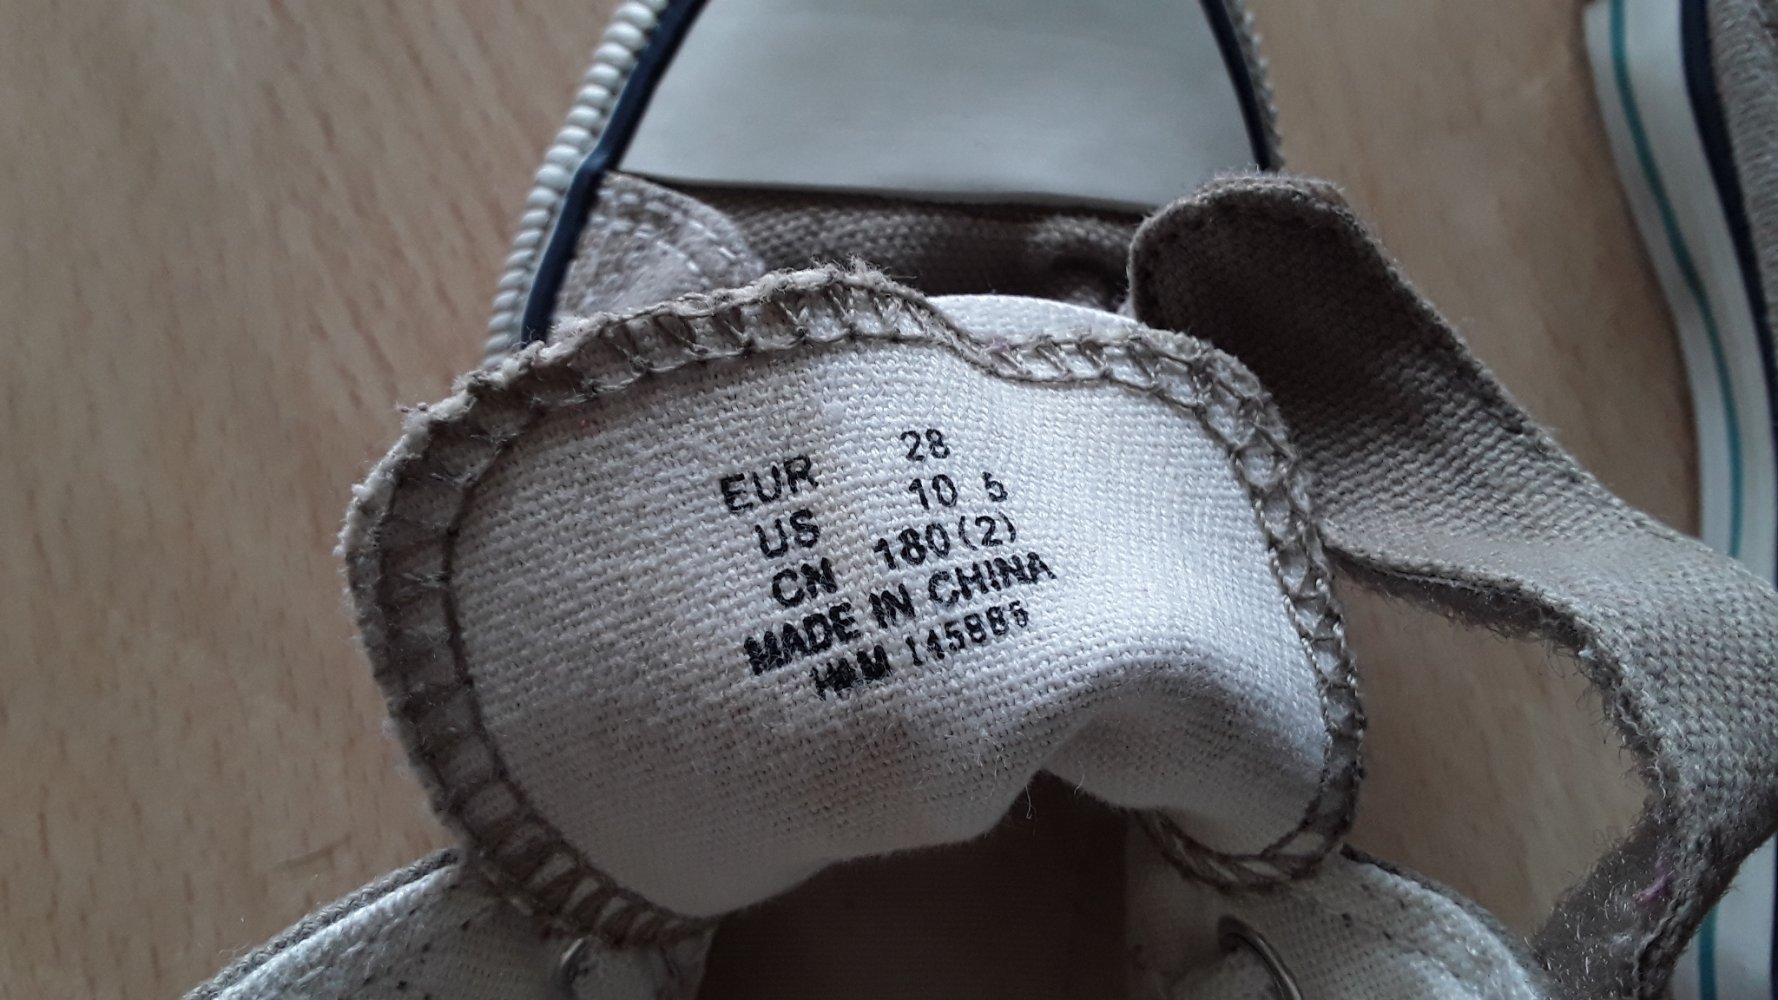 EUR 28
US 10 5
CN 180(2)
MADE IN CHINA
H&M 145886